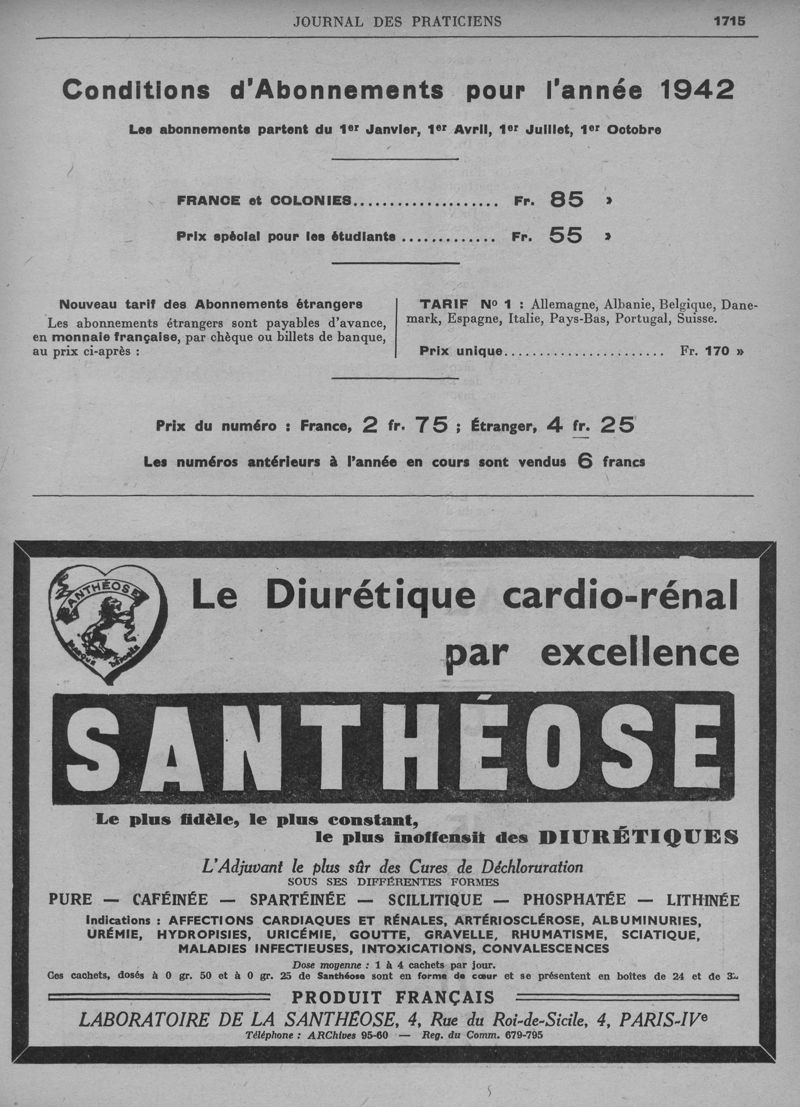 JOURNAL DES PRATICIENS 1715
Conditions d'Abonnements pour l'année 1942
Les abonnements partent du 1er Janvier, 1er Avril, 1er Juillet, 1er Octobre
FRANCE et COLONIES.................... Fr. 85 »
Prix spécial pour les étudiants ............. Fr. 55 »
Nouveau tarif des Abonnements étrangers
Les abonnements étrangers sont payables d'avance,
en monnaie française, par chèque ou billets de banque,
au prix ci-après :
TARIF No 1 : Allemagne, Albanie, Belgique, Dane-
mark, Espagne, Italie, Pays-Bas, Portugal, Suisse.
Prix unique....................... Fr. 170 »
Prix du numéro : France, 2 fr. 75 ; Étranger, 4 fr. 25
Les numéros antérieurs à l'année en cours sont vendus 6 francs
SANTHÉOSE
Le Diurétique cardio-rénal
par excellence
SANTHÉOSE
Le plus fidèle, le plus constant,
le plus inoffensif des DIURÉTIQUES
L'Adjuvant le plus sûr des Cures de Déchloruration
SOUS SES DIFFÉRENTES FORMES
PURE — CAFÉINÉE — SPARTÉINÉE — SCILLITIQUE — PHOSPHATÉE — LITHINÉE
Indications : AFFECTIONS CARDIAQUES ET RÉNALES, ARTÉRIOSCLÉROSE, ALBUMINURIES,
URÉMIE, HYDROPISIES, URICÉMIE, GOUTTE, GRAVELLE, RHUMATISME, SCIATIQUE,
MALADIES INFECTIEUSES, INTOXICATIONS, CONVALESCENCES
Dose moyenne : 1 à 4 cachets par jour.
Ces cachets, dosés à 0 gr. 50 et à 0 gr. 25 de Santhéose sont en forme de cœur et se présentent en boîtes de 24 et de
PRODUIT FRANÇAIS
LABORATOIRE DE LA SANTHÉOSE, 4, Rue du Roi-de-Sicile, 4, PARIS-IVe
Téléphone : ARChives 95-60 — Reg. du Comm. 679-795